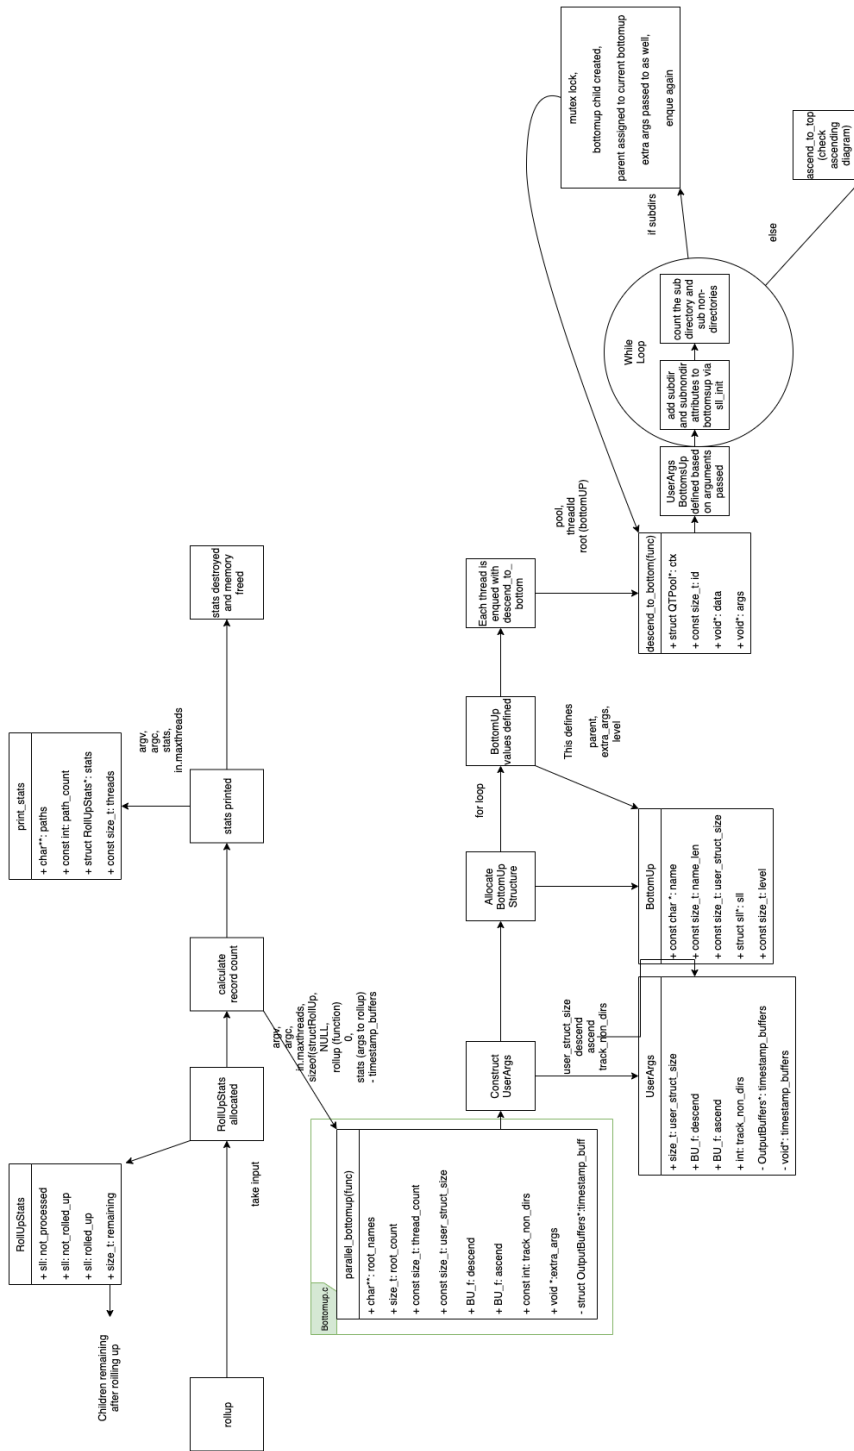 rollup
Children remaining
after roilling up
RollUpStats
+ sll: not_processed
+ sll: not_rolled_up
+ sll: rolled_up
+ size_t: remaining
take input
RollUpStats
allocated
calculate
record count
stats printed
argv,
argc,
stats,
in.maxthreads
print_stats
+ char**: paths
+ const int: path_count
+ struct RollUpStats*: stats
+ const size_t: threads
stats destroyed
and memory
freed
argv,
argc,
in.maxthreads,
sizeof(structRollUp,
NULL,
rollup (function)
0,
stats (args to rollup)
- timestamp_buffers
Bottomup.c
parallel_bottomup(func)
+ char**: root_names
+ size_t: root_count
+ const size_t: thread_count
+ const size_t: user_struct_size
+ BU_f: descend
+ BU_f: ascend
+ const int: track_non_dirs
+ void *:extra_args
- struct OutputBuffers*:timestamp_buff
Construct
UserArgs
user_struct_size
descend
ascend
track_non_dirs
UserArgs
+ size_t: user_struct_size
+ BU_f: descend
+ BU_f: ascend
+ int: track_non_dirs
- OutputBuffers*: timestamp_buffers
- void*: timestamp_buffers
Allocate
BottomUp
Structure
BottomUp
+ const char *: name
+ const size_t: name_len
+ const size_t: user_struct_size
+ struct sll*: sll
+ const size_t: level
for loop
BottomUp
values defined
This defines
parent,
extra_args,
level
Each thread is
enqued with
descend_to_
bottom
pool,
threadId
root (bottomUP)
descend_to_bottom(func)
+ struct QTPool*: ctx
+ const size_t: id
+ void*: data
+ void*: args
UserArgs
BottomsUp
defined based
on arguments
passed
While
Loop
add subdir
and subnondir
attributes to
bottomsup via
sll_init
count the sub
directory and
sub non-
directories
if subdirs
mutex lock,
bottomup child created,
parent assigned to current bottomup
extra args passed to as well,
enque again
else
ascend_to_top
(check
ascending
diagram)